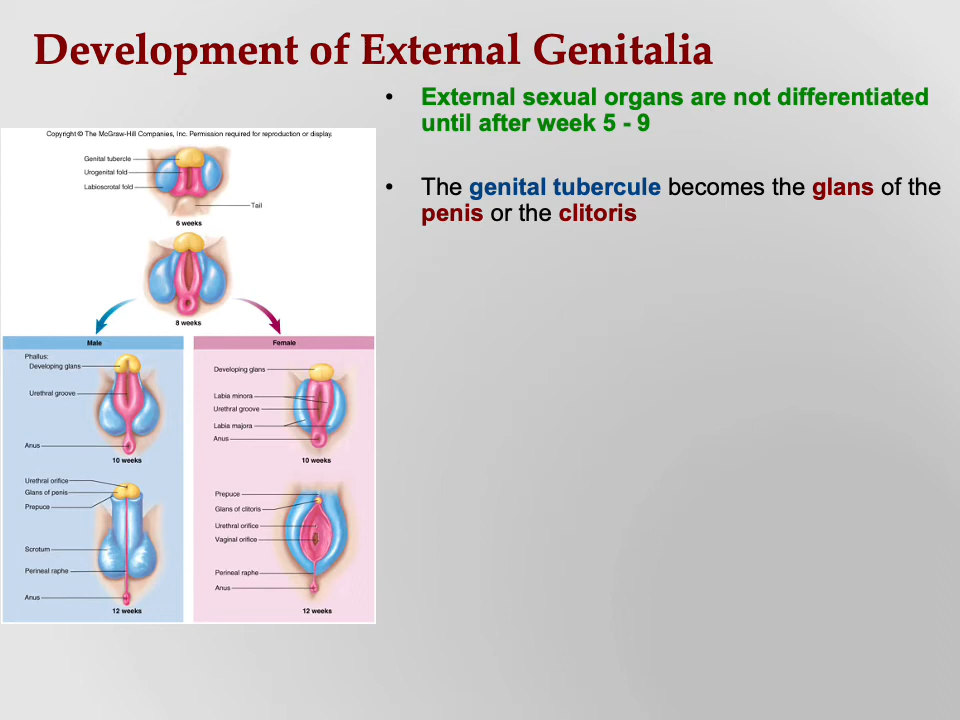 Development of External Genitalia
• External sexual organs are not differentiated
until after week 5 - 9
• The genital tubercule becomes the glans of the
penis or the clitoris
Copyright © The McGraw-Hill Companies, Inc. Permission required for reproduction or display.
Genital tubercle
Urogenital fold
Labioscrotal fold
Tail
6 weeks
8 weeks
Male
Phallus:
Developing glans
Urethral groove
Anus
10 weeks
Urethral orifice
Glans of penis
Prepuce
Scrotum
Perineal raphe
Anus
12 weeks
Female
Developing glans
Labia minora
Urethral groove
Labia majora
Anus
10 weeks
Prepuce
Glans of clitoris
Urethral orifice
Vaginal orifice
Perineal raphe
Anus
12 weeks